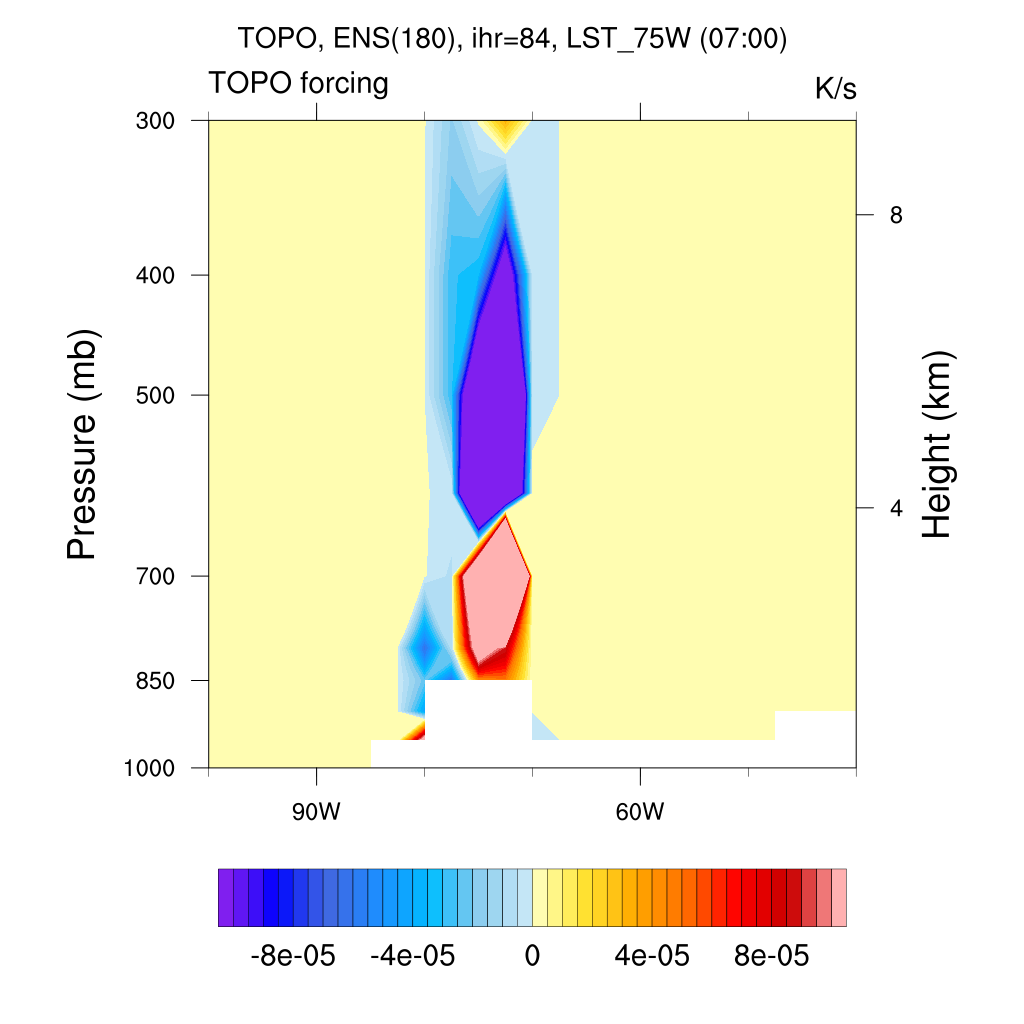 TOPO, ENS(180), ihr=84, LST_75W (07:00)
TOPO forcing
K/s
300
400
500
700
850
1000
Pressure (mb)
8
4
Height (km)
90W
60W
-8e-05
-4e-05
0
4e-05
8e-05